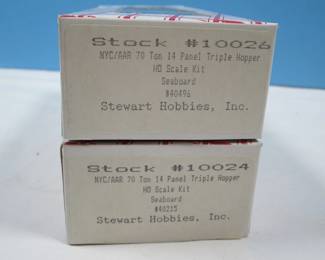 Stock #10026
NYC/AAR 70 Ton 14 Panel Triple Hopper
HO Scale Kit
Seaboard
#40496
Stewart Hobbies, Inc.
Stock #10024
NYC/AAR 70 Ton 14 Panel Triple Hopper
HO Scale Kit
Seaboard
#40215
Stewart Hobbies, Inc.